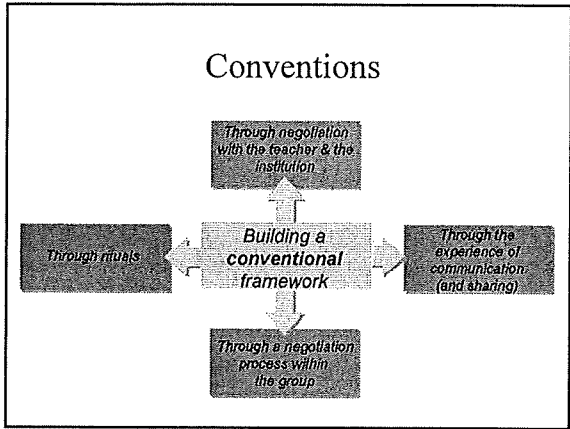 Conventions
Through negotiation
with the teacher & the
institution
Through rituals
Building a
conventional
framework
Through the
experience of
communication
(and sharing)
Through a negotiation
process within
the group